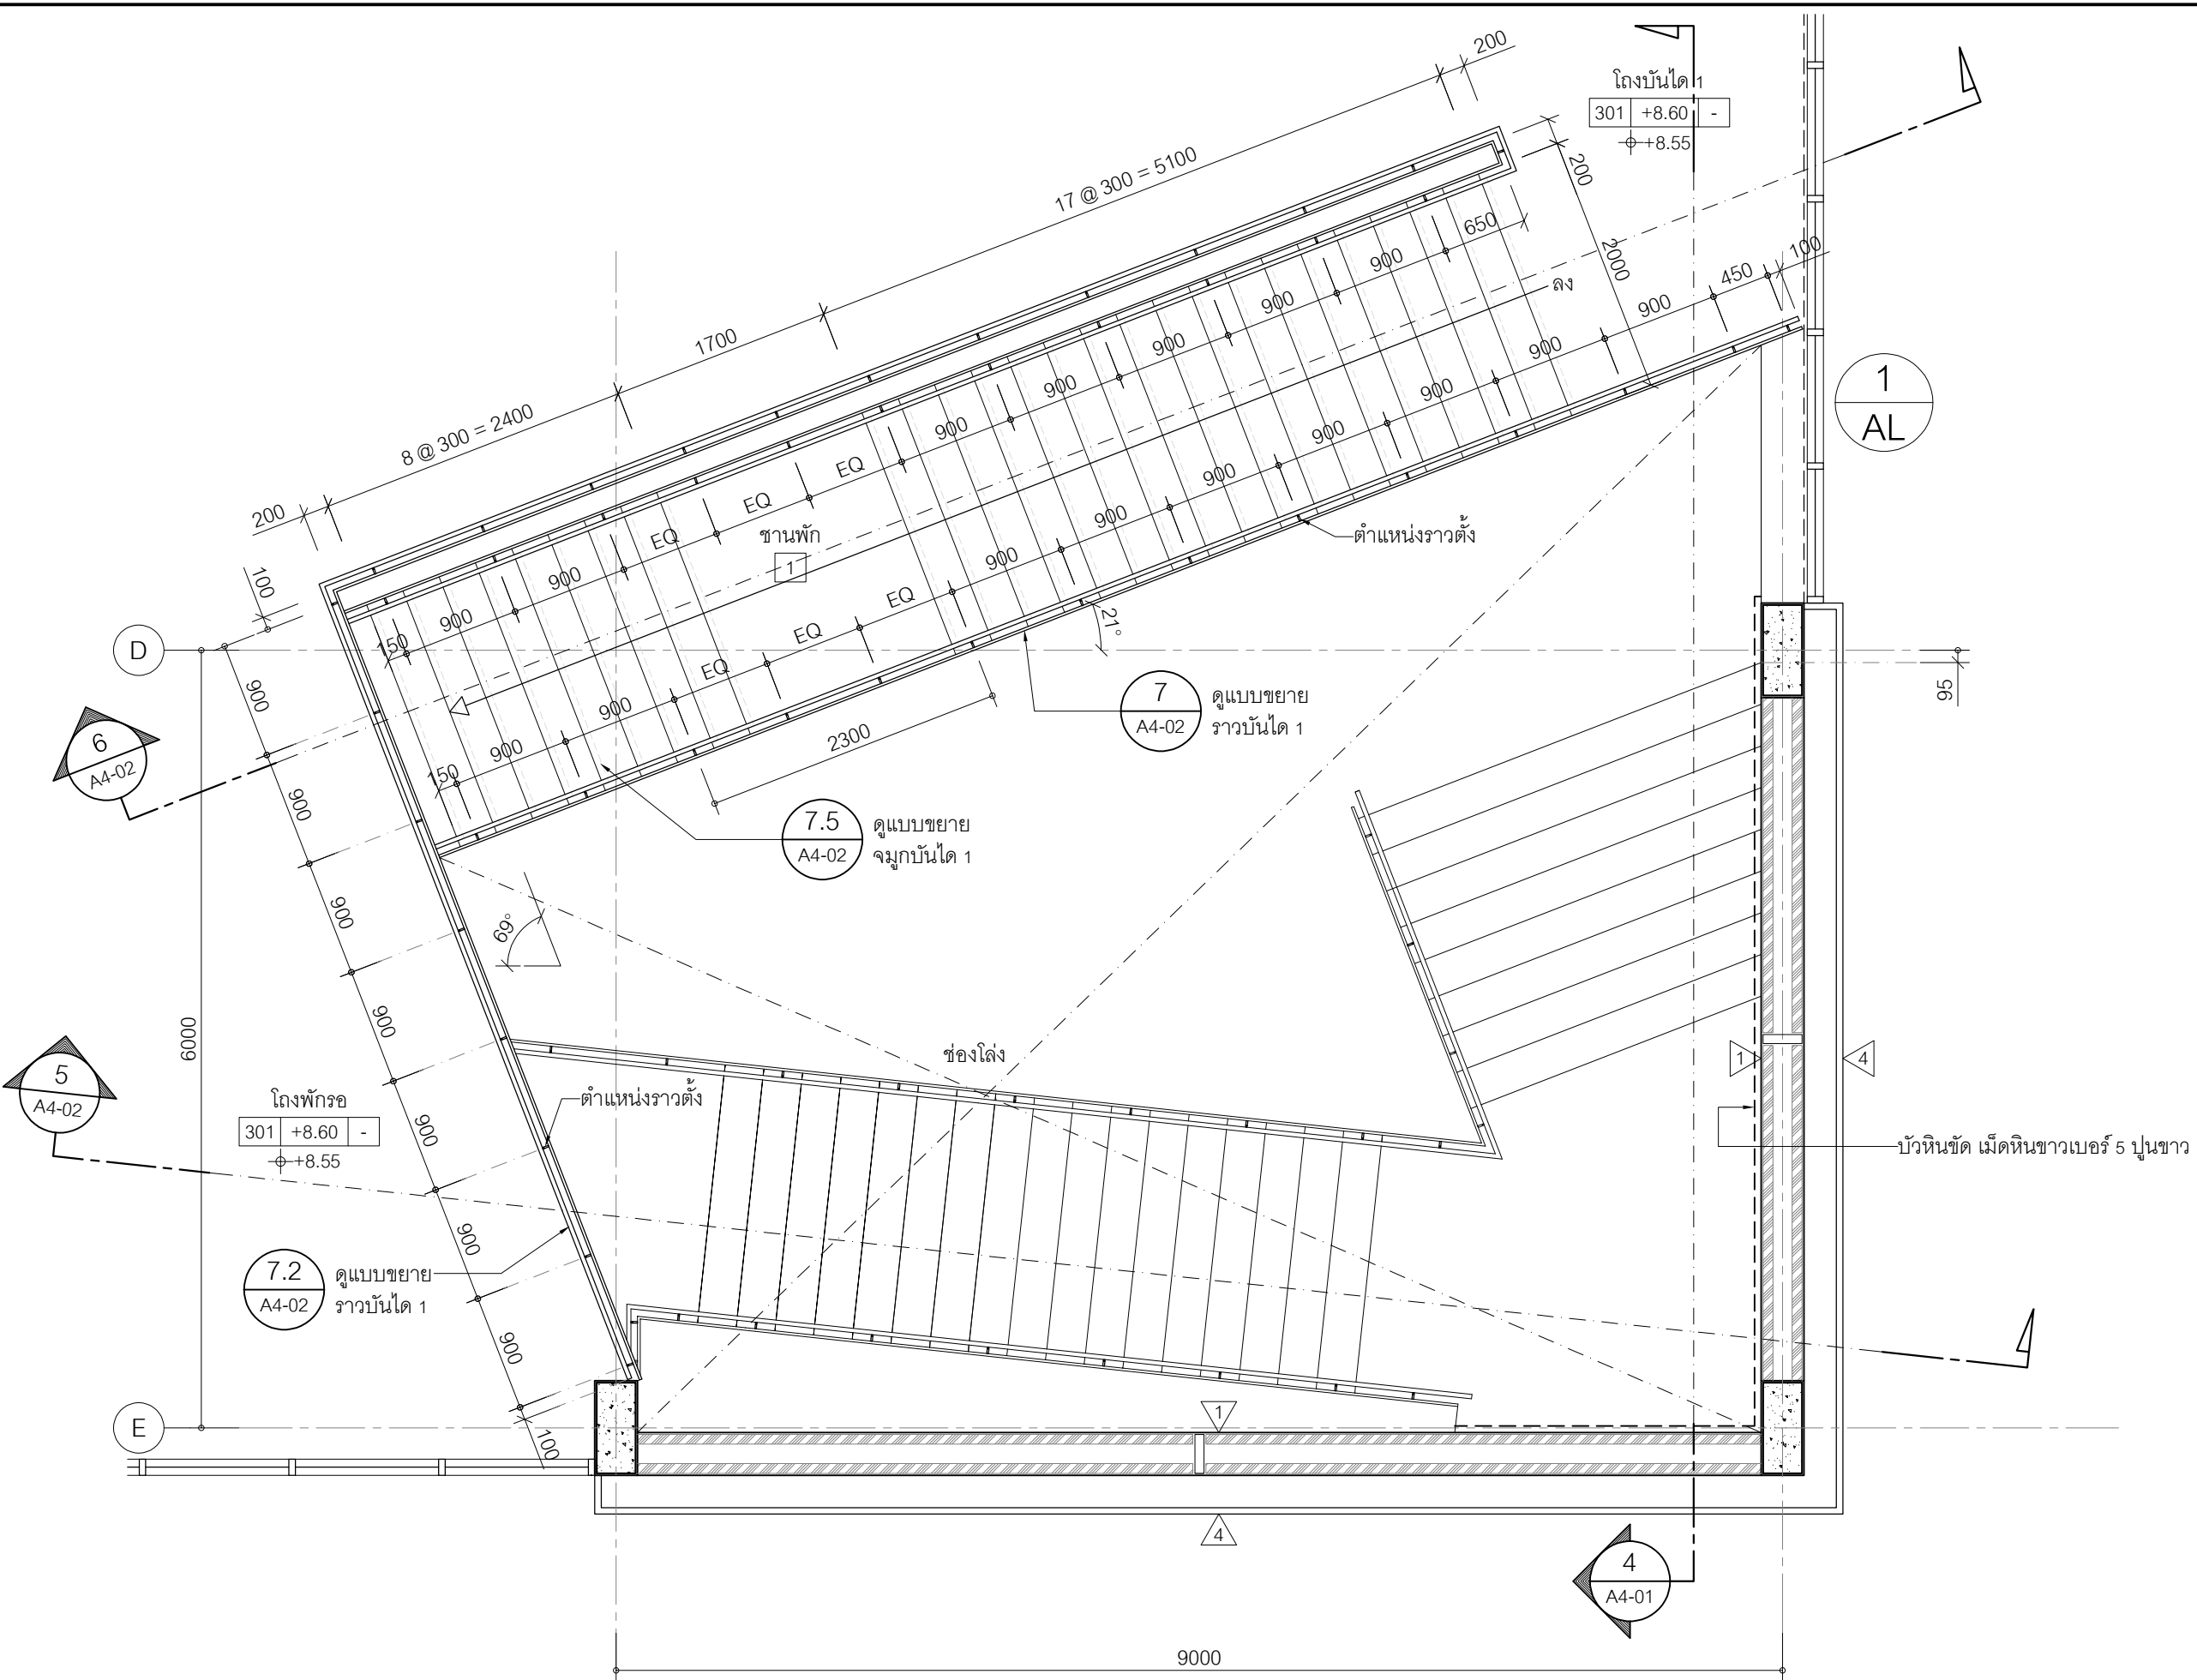 200
โถงบันได 1
301 +8.60 -
+8.55
17 @ 300 = 5100
200
2000
650
900
900
900
900
900
EQ
EQ
EQ
900
900
150
ลง
100
450
900
900
900
900
900
900
900
EQ
EQ
EQ
900
900
150
1700
8 @ 300 = 2400
200
100
1
AL
ชานพัก
1
ตำแหน่งราวตั้ง
21°
D
95
7
A4-02
ดูแบบขยาย
ราวบันได 1
2300
6
A4-02
7.5
A4-02
ดูแบบขยาย
จมูกบันได 1
69°
900
900
900
900
900
900
900
100
6000
5
A4-02
ช่องโล่ง
โถงพักรอ
301 +8.60 -
+8.55
ตำแหน่งราวตั้ง
1
4
บัวหินขัด เม็ดหินขาวเบอร์ 5 ปูนขาว
7.2
A4-02
ดูแบบขยาย
ราวบันได 1
E
1
4
4
A4-01
9000